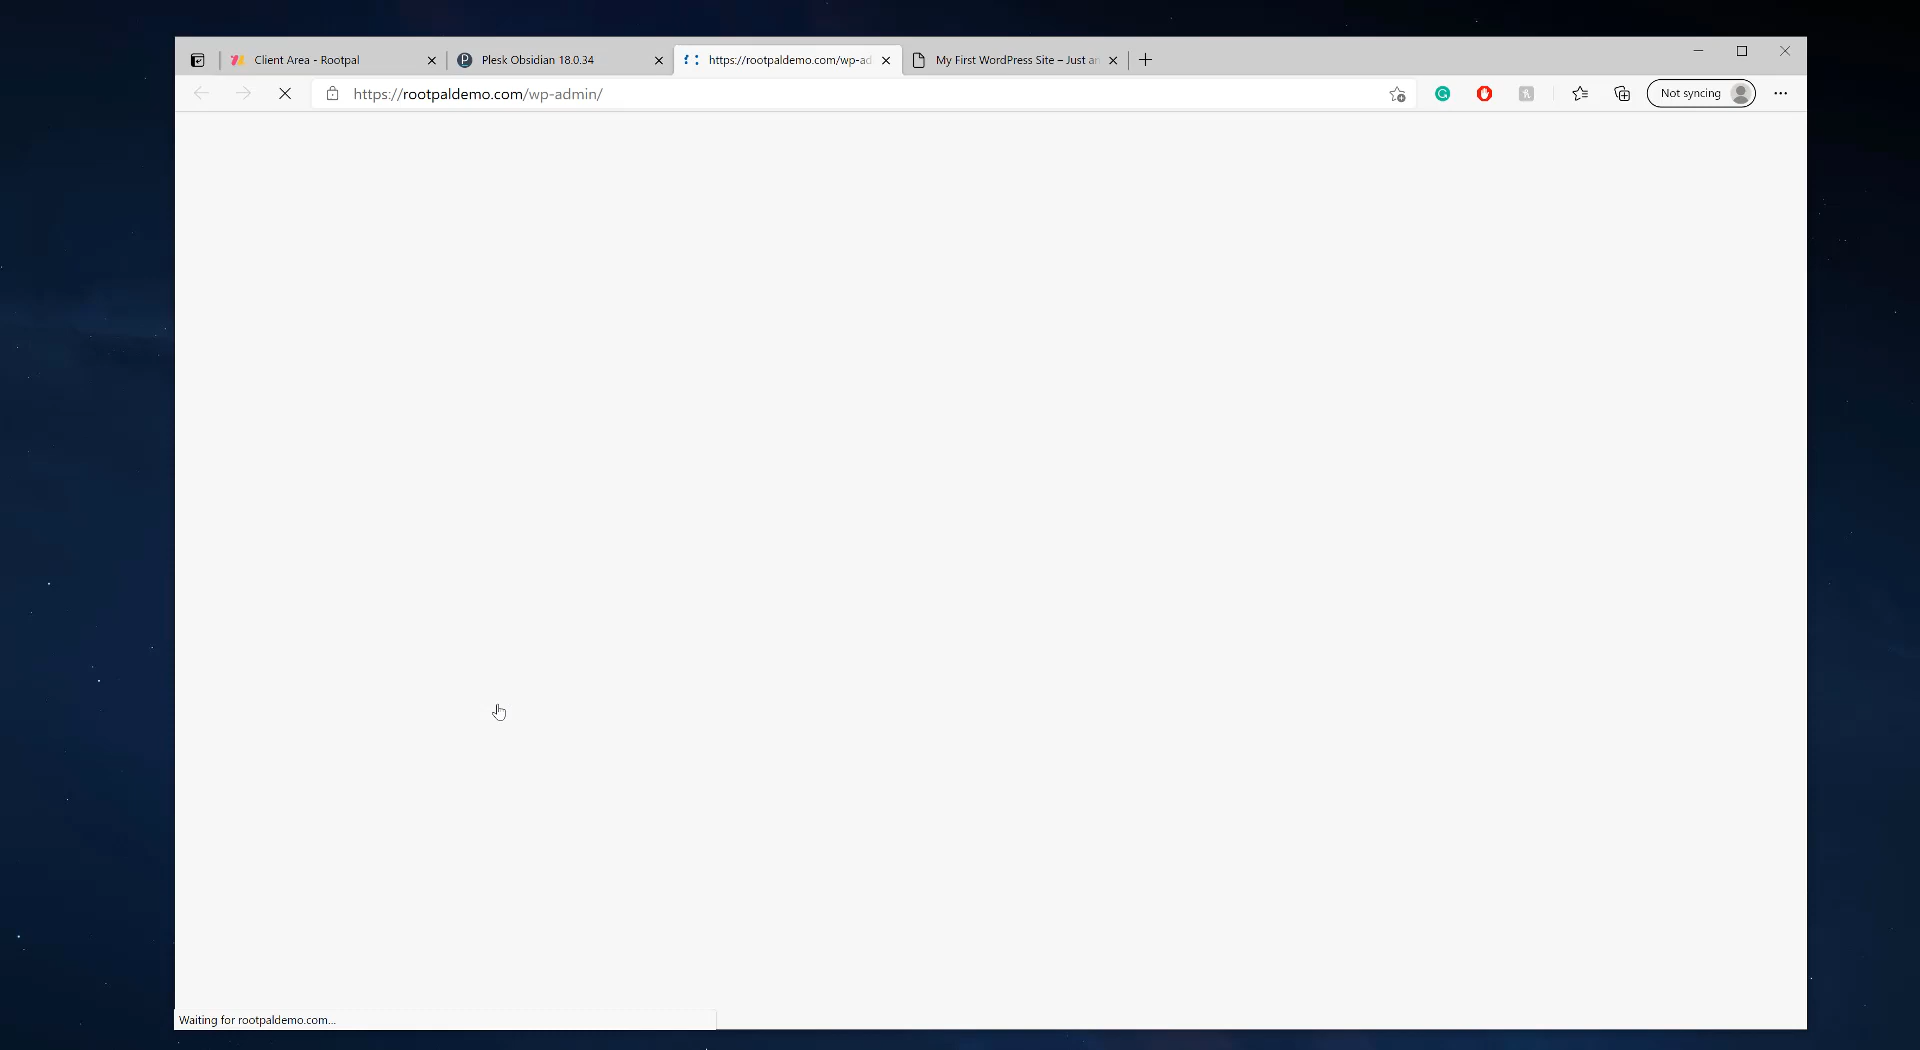 Client Area - Rootpal
Plesk Obsidian 18.0.34
https://rootpaldemo.com/wp-ad
My First WordPress Site – Just an
https://rootpaldemo.com/wp-admin/
Not syncing
Waiting for rootpaldemo.com...